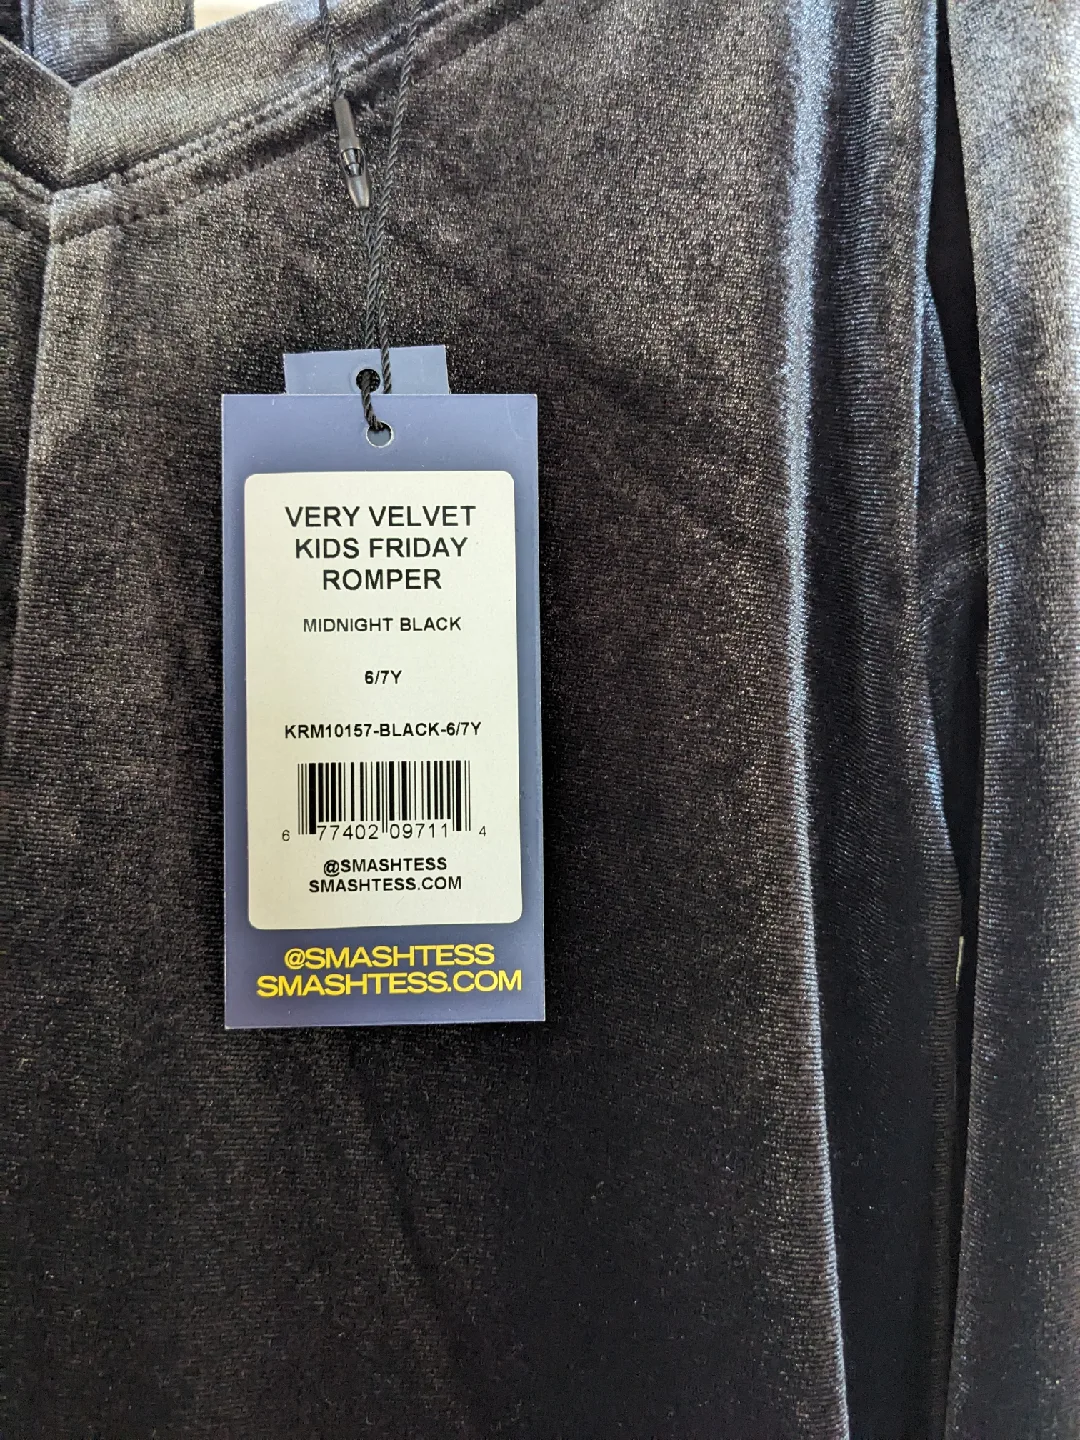 VERY VELVET
KIDS FRIDAY
ROMPER
MIDNIGHT BLACK
6/7Y
KRM10157-BLACK-6/7Y
6 77402 09711 4
@SMASHTESS
SMASHTESS.COM
@SMASHTESS
SMASHTESS.COM